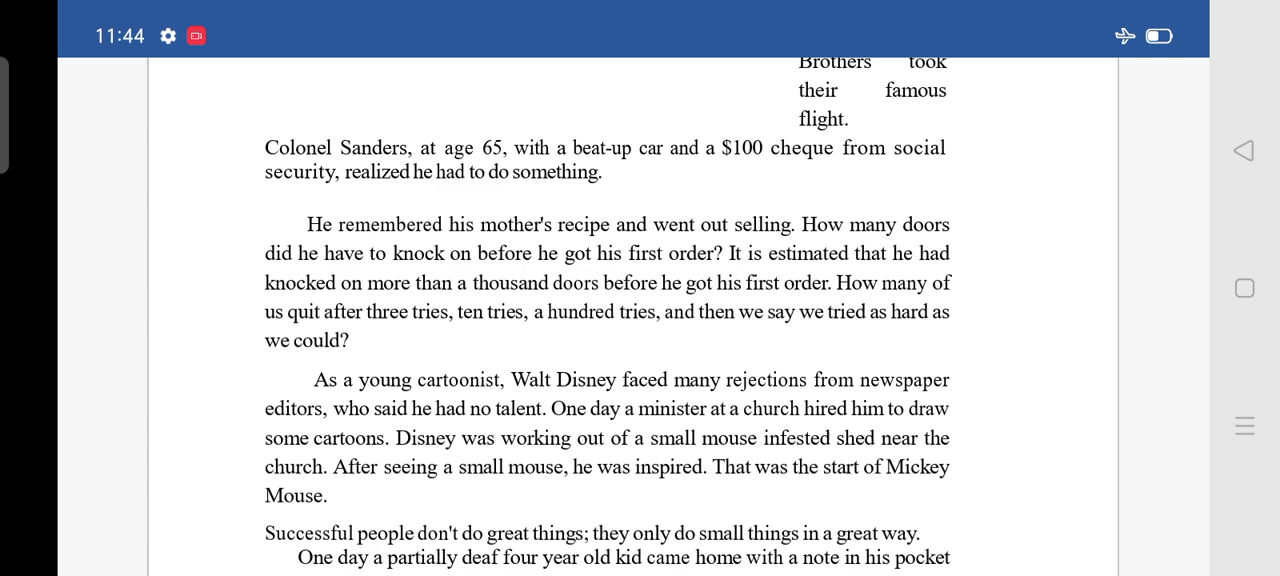 11:44
Brothers took
their famous
flight.
Colonel Sanders, at age 65, with a beat-up car and a $100 cheque from social
security, realized he had to do something.
He remembered his mother's recipe and went out selling. How many doors
did he have to knock on before he got his first order? It is estimated that he had
knocked on more than a thousand doors before he got his first order. How many of
us quit after three tries, ten tries, a hundred tries, and then we say we tried as hard as
we could?
As a young cartoonist, Walt Disney faced many rejections from newspaper
editors, who said he had no talent. One day a minister at a church hired him to draw
some cartoons. Disney was working out of a small mouse infested shed near the
church. After seeing a small mouse, he was inspired. That was the start of Mickey
Mouse.
Successful people don't do great things; they only do small things in a great way.
One day a partially deaf four year old kid came home with a note in his pocket